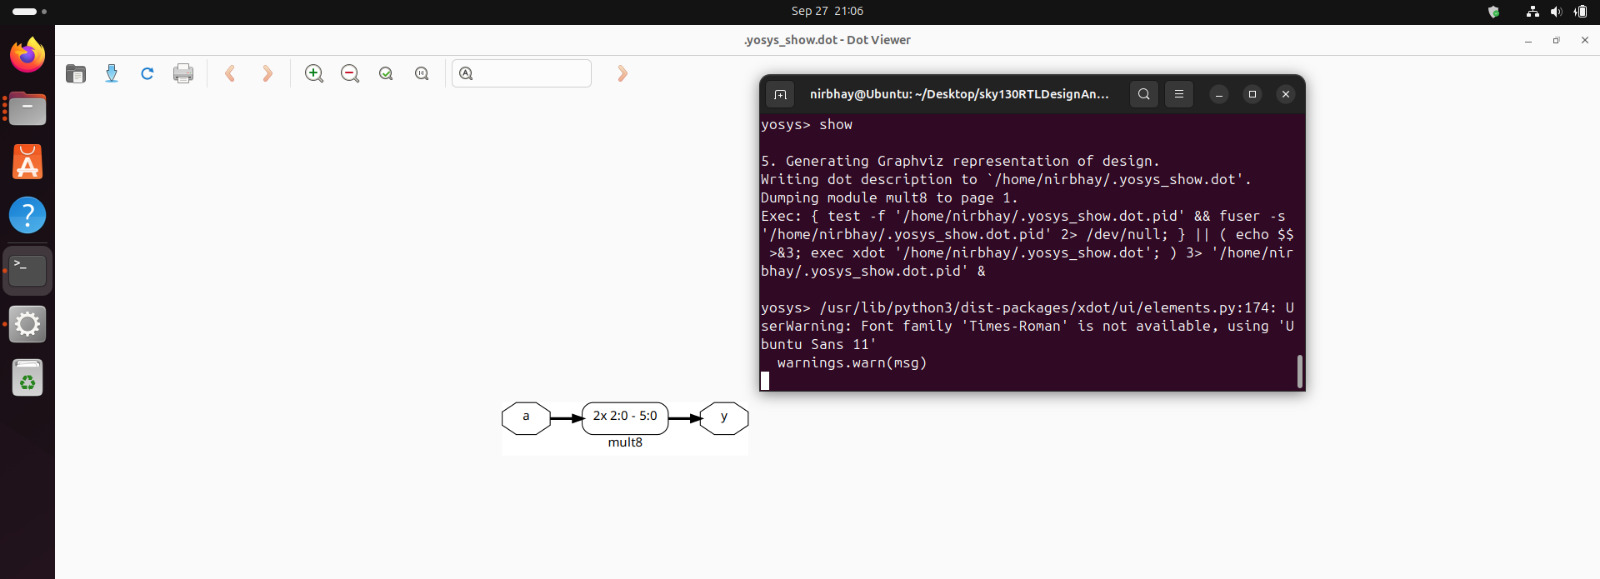 Sep 27 21:06
.yosys_show.dot - Dot Viewer
nirbhay@Ubuntu: ~/Desktop/sky130RTLDesignAn...
yosys> show
5. Generating Graphviz representation of design.
Writing dot description to `/home/nirbhay/.yosys_show.dot'.
Dumping module mult8 to page 1.
Exec: { test -f '/home/nirbhay/.yosys_show.dot.pid' && fuser -s
'/home/nirbhay/.yosys_show.dot.pid' 2> /dev/null; } || ( echo $$
>&3; exec xdot '/home/nirbhay/.yosys_show.dot'; ) 3> '/home/nir
bhay/.yosys_show.dot.pid' &
yosys> /usr/lib/python3/dist-packages/xdot/ui/elements.py:174: U
serWarning: Font family 'Times-Roman' is not available, using 'U
buntu Sans 11'
warnings.warn(msg)
a 2x 2:0 - 5:0 y
mult8